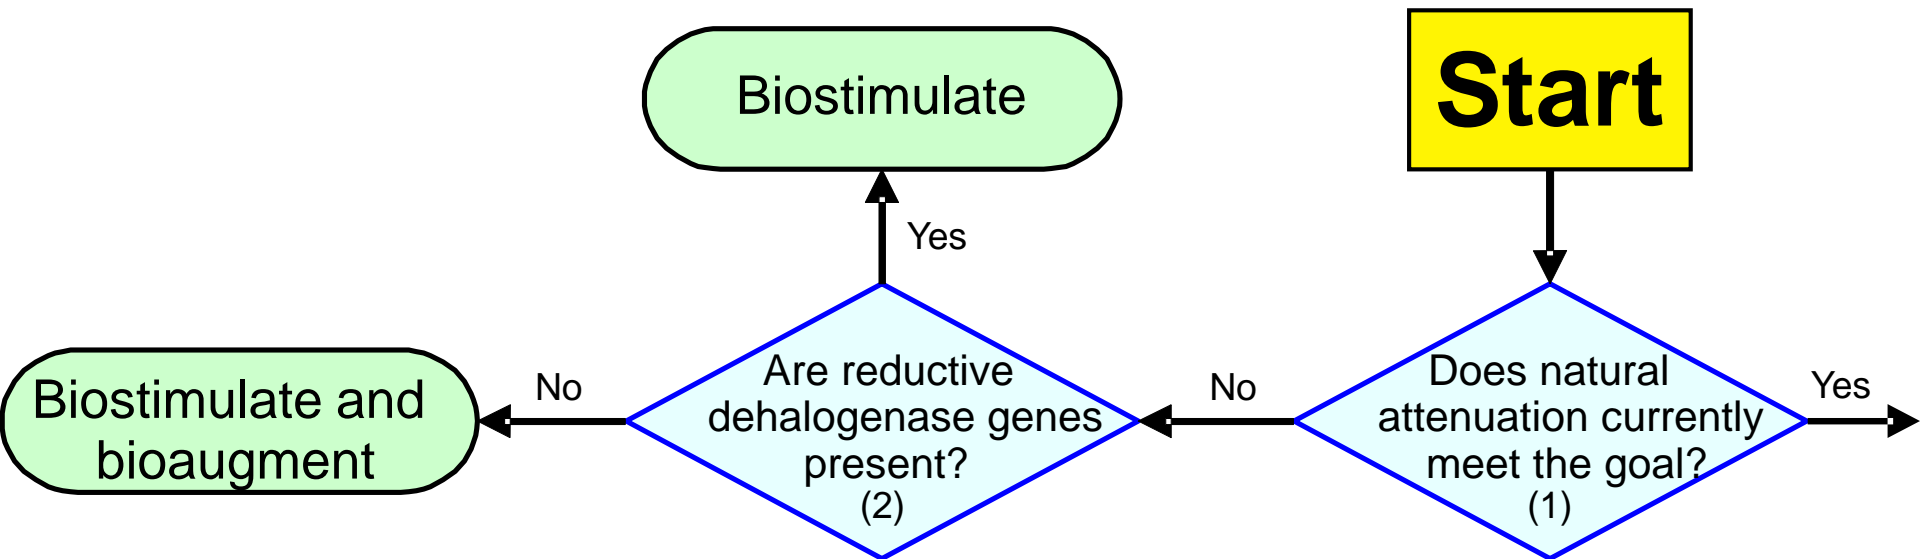 Start
Biostimulate
Yes
Does natural
attenuation currently
meet the goal?
(1)
Yes
No
Are reductive
dehalogenase genes
present?
(2)
No
Biostimulate and
bioaugment